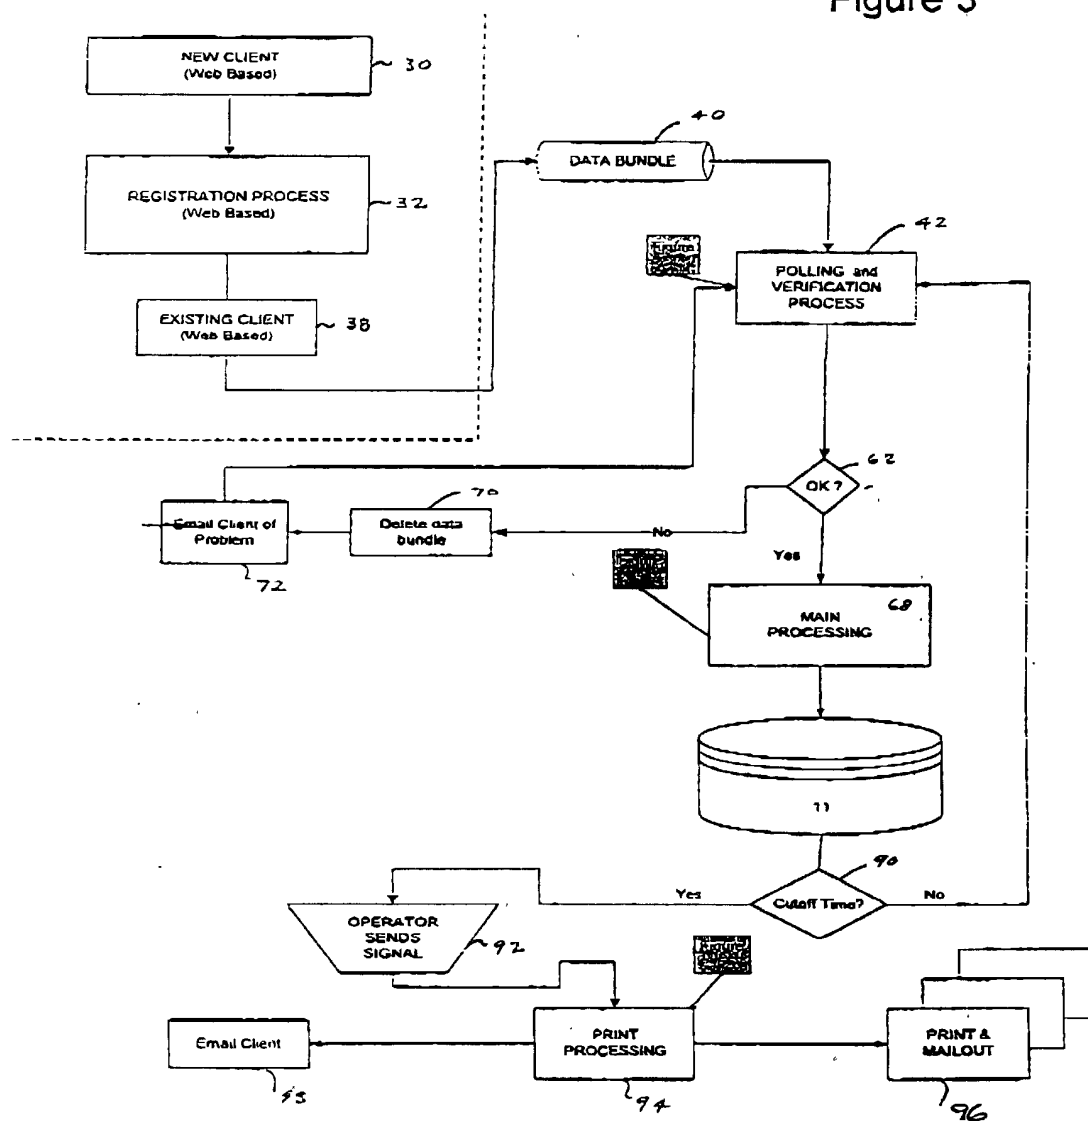 Figure 3
NEW CLIENT
(Web Based)
30
REGISTRATION PROCESS
(Web Based)
32
EXISTING CLIENT
(Web Based)
38
40
DATA BUNDLE
42
POLLING and
VERIFICATION
PROCESS
62
OK?
No
Yes
70
Delete data
bundle
Email Client of
Problem
72
68
MAIN
PROCESSING
90
Cutoff Time?
Yes
No
OPERATOR
SENDS
SIGNAL
92
PRINT
PROCESSING
94
Email Client
PRINT &
MAILOUT
96